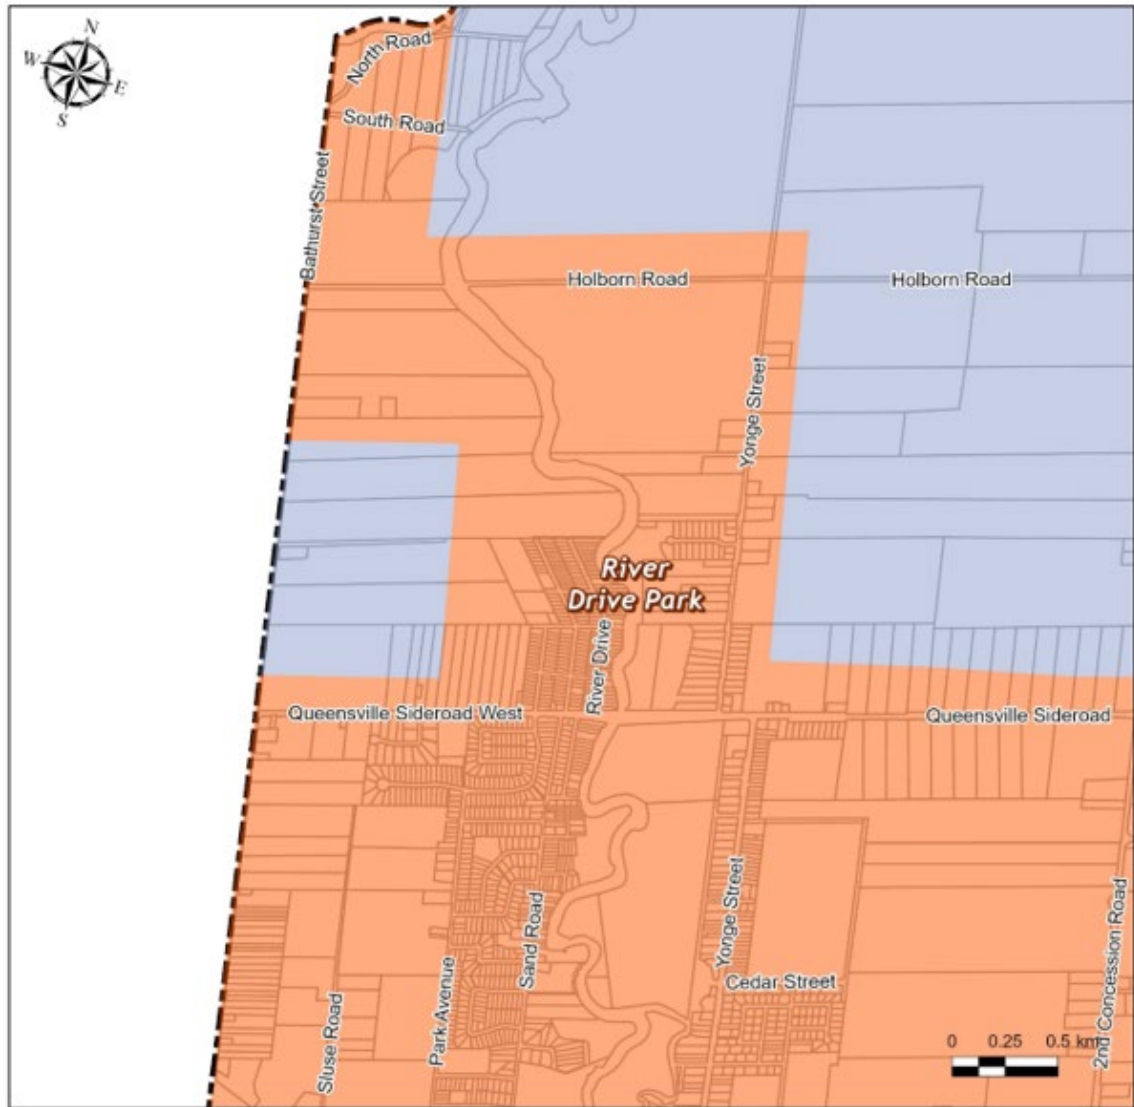 N
W
E
S
North Road
South Road
Bathurst Street
Holborn Road
Holborn Road
Yonge Street
River
Drive Park
River Drive
Queensville Sideroad West
Queensville Sideroad
Yonge Street
Sand Road
2nd Concession Road
Cedar Street
Park Avenue
Sluse Road
0 0.25 0.5 km